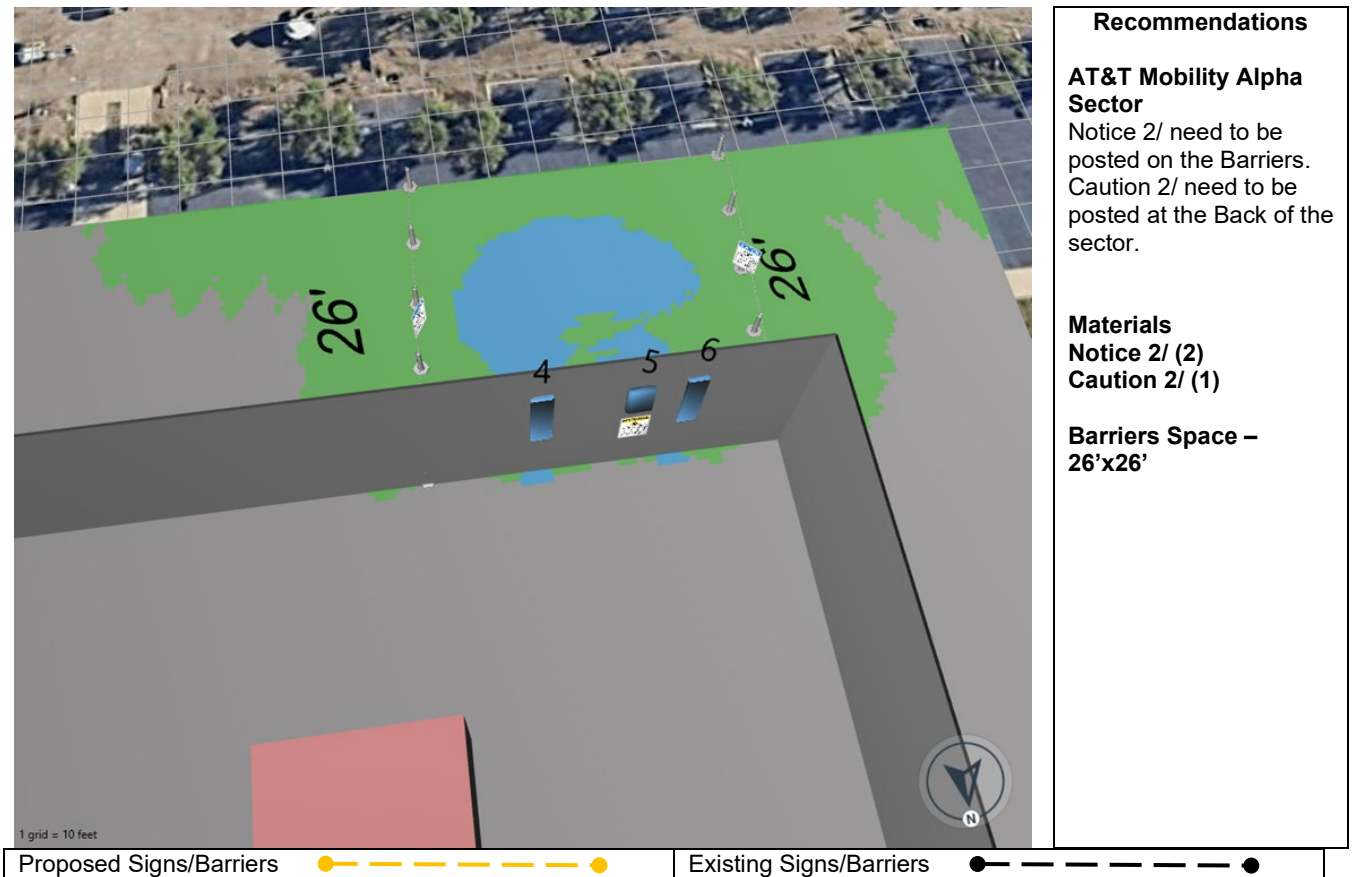 Recommendations
AT&T Mobility Alpha
Sector
Notice 2/ need to be
posted on the Barriers.
Caution 2/ need to be
posted at the Back of the
sector.
Materials
Notice 2/ (2)
Caution 2/ (1)
Barriers Space –
26’x26’
26'
26'
4
5
6
N
1 grid = 10 feet
Proposed Signs/Barriers
Existing Signs/Barriers